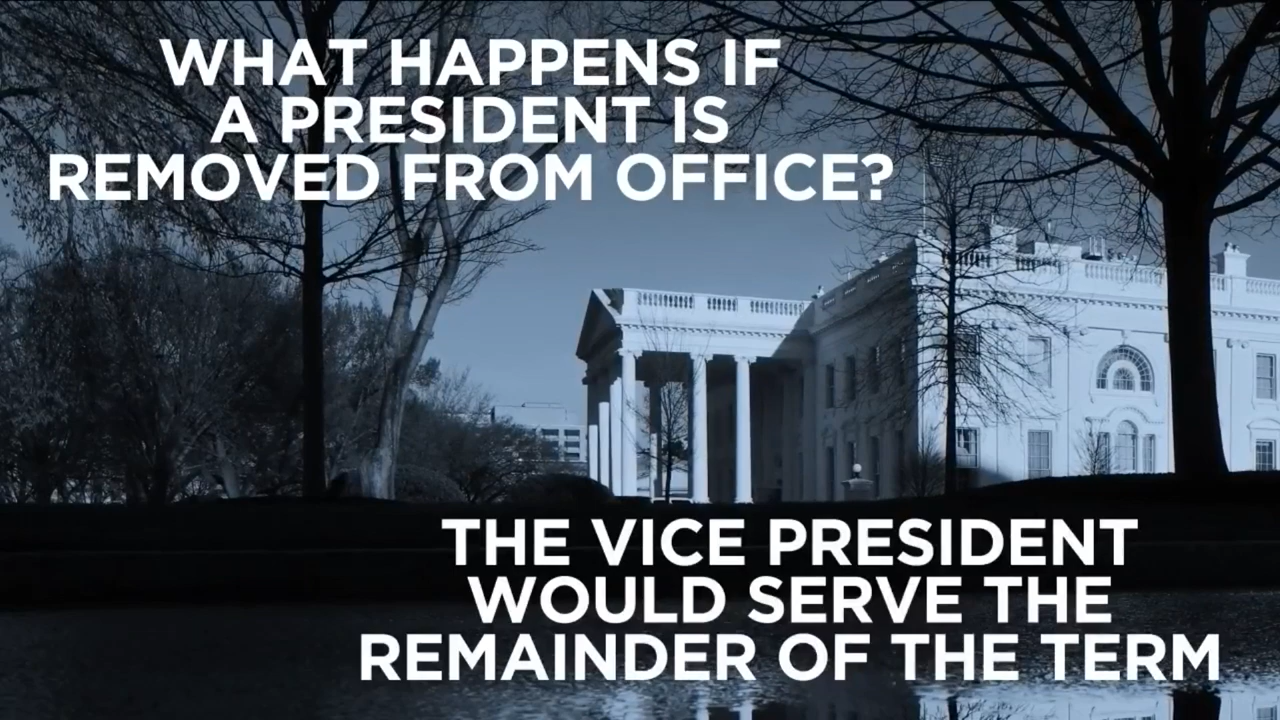 WHAT HAPPENS IF
A PRESIDENT IS
REMOVED FROM OFFICE?
THE VICE PRESIDENT
WOULD SERVE THE
REMAINDER OF THE TERM